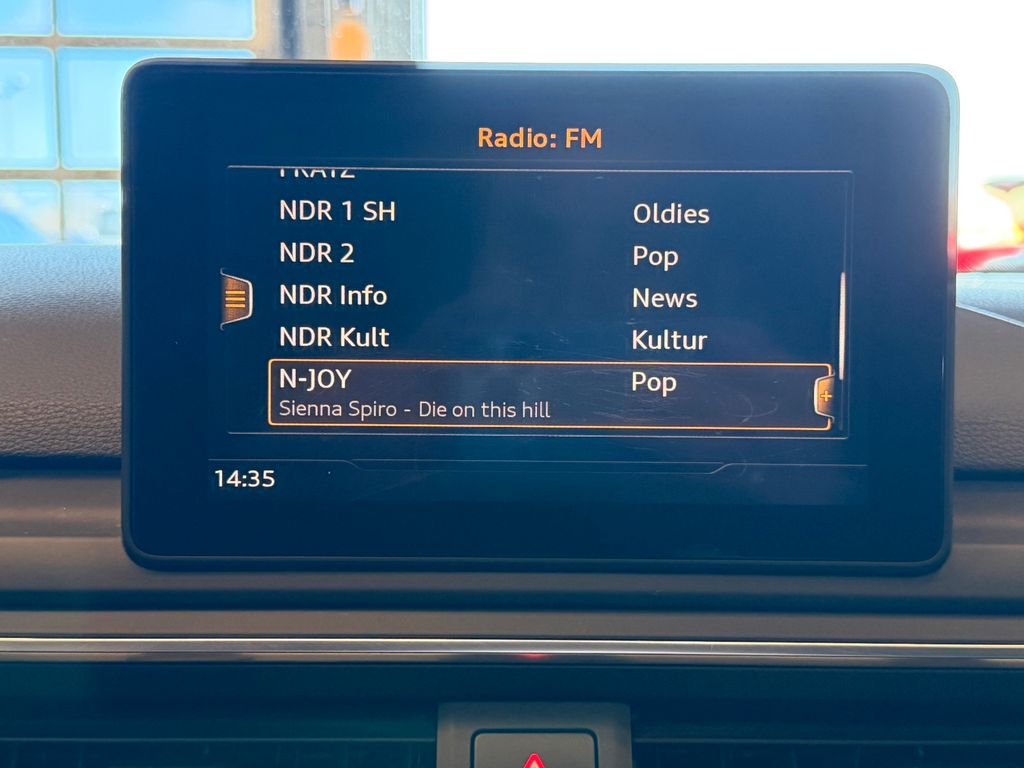 Radio: FM
NDR 1 SH Oldies
NDR 2 Pop
NDR Info News
NDR Kult Kultur
N-JOY Pop
Sienna Spiro - Die on this hill
14:35